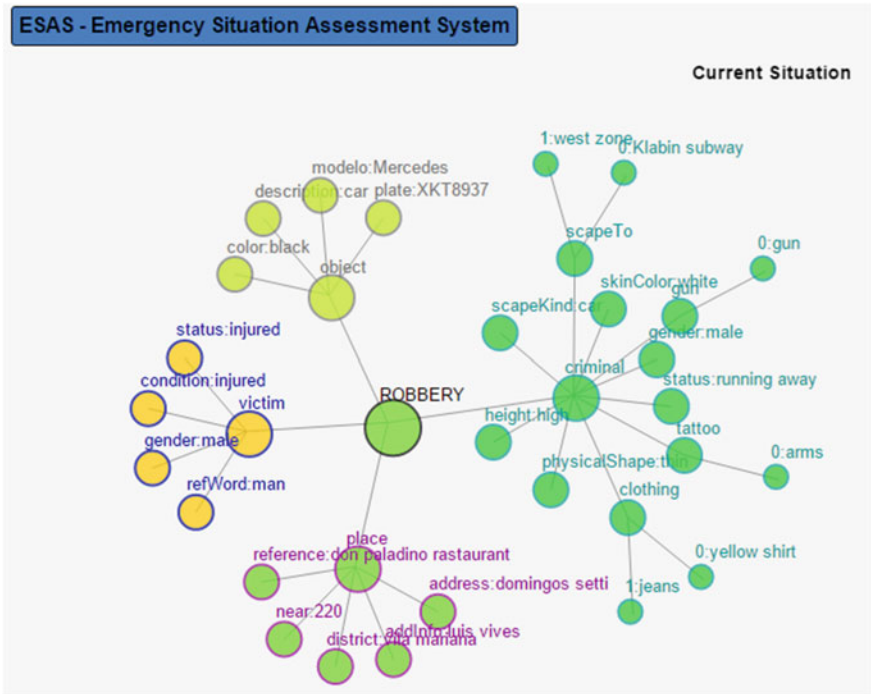 ESAS - Emergency Situation Assessment System
Current Situation
1:west zone
0:Klabin subway
modelo:Mercedes
description:car
plate:XKT8937
color:black
object
scapeTo
0:gun
skinColor:white
gun
scapeKind:car
gender:male
status:injured
condition:injured
victim
gender:male
refWord:man
ROBBERY
criminal
status:running away
height:high
tattoo
0:arms
physicalShape:thin
clothing
0:yellow shirt
1:jeans
place
reference:don paladino rastaurant
address:domingos setti
near:220
addInfo:luis vives
district:vila mariana